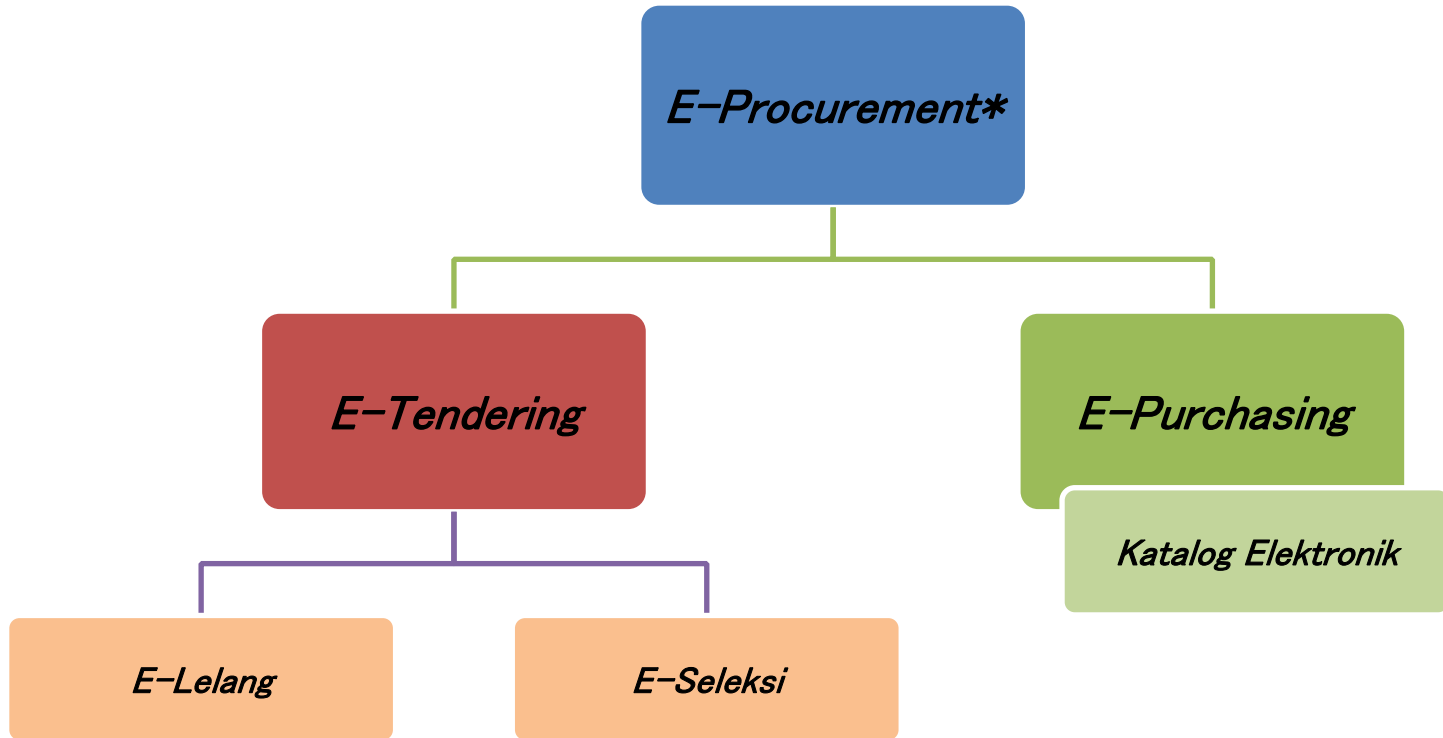 E-Procurement*
E-Tendering
E-Purchasing
Katalog Elektronik
E-Lelang
E-Seleksi